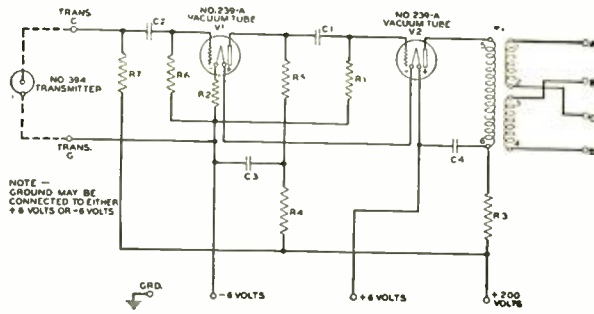 TRANS.
C
C2
NO. 239-A
VACUUM TUBE
V1
C1
NO. 239-A
VACUUM TUBE
V2
NO. 394
TRANSMITTER
R7
R6
R2
R5
R1
TRANS.
G
C3
C4
NOTE —
GROUND MAY BE
CONNECTED TO EITHER
+6 VOLTS OR -6 VOLTS
R4
R3
GRD.
-6 VOLTS
+6 VOLTS
+200
VOLTS